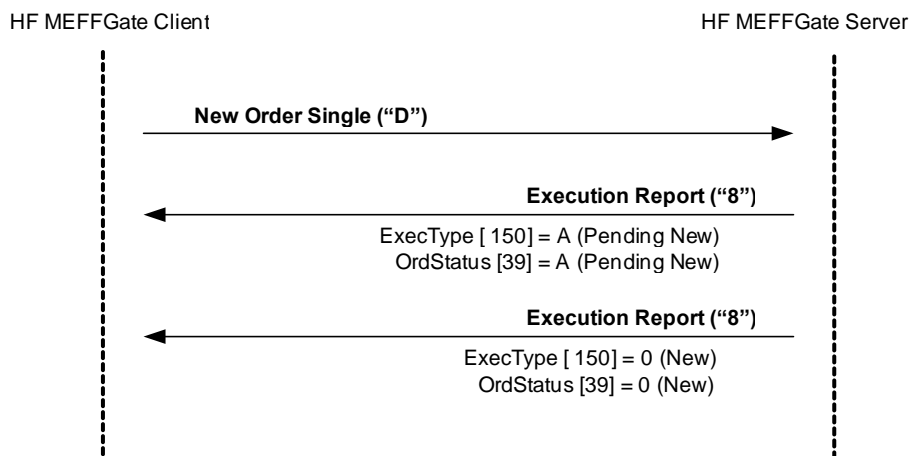 HF MEFFGate Client
HF MEFFGate Server
New Order Single (“D”)
Execution Report (“8”)
ExecType [ 150] = A (Pending New)
OrdStatus [39] = A (Pending New)
Execution Report (“8”)
ExecType [ 150] = 0 (New)
OrdStatus [39] = 0 (New)